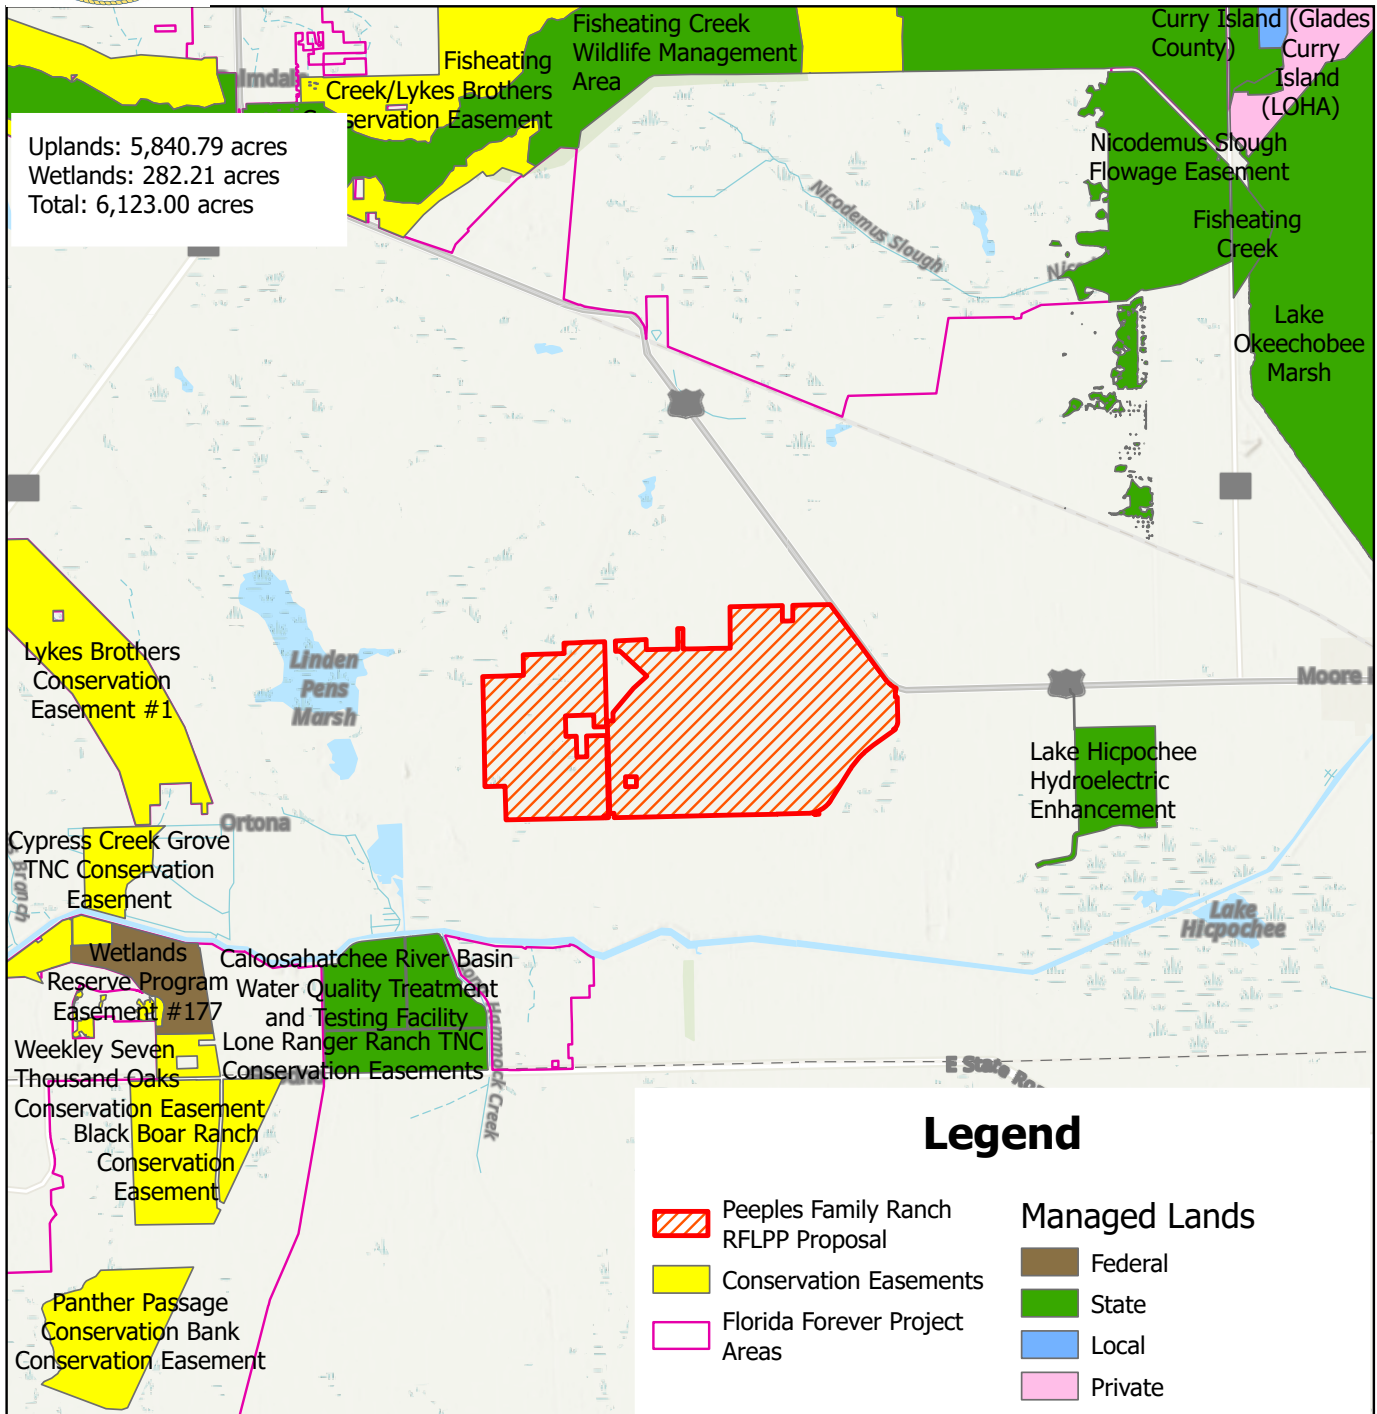 Fisheating Creek
Wildlife Management
Area
Curry Island (Glades
County)
Curry
Island
(LOHA)
Fisheating
Creek/Lykes Brothers
Conservation Easement
Uplands: 5,840.79 acres
Wetlands: 282.21 acres
Total: 6,123.00 acres
Nicodemus Slough
Flowage Easement
Nicodemus Slough
Fisheating
Creek
Lake
Okeechobee
Marsh
Lykes Brothers
Conservation
Easement #1
Linden
Pens
Marsh
Moore
Lake Hicpochee
Hydroelectric
Enhancement
Ortona
Cypress Creek Grove
TNC Conservation
Easement
Branch
Lake
Hicpochee
Wetlands
Reserve Program
Easement #177
Caloosahatchee River Basin
Water Quality Treatment
and Testing Facility
Hammock Creek
Lone Ranger Ranch TNC
Conservation Easements
Weekley Seven
Thousand Oaks
Conservation Easement
E State Roa
Black Boar Ranch
Conservation
Easement
Panther Passage
Conservation Bank
Conservation Easement
Legend
Peeples Family Ranch
RFLPP Proposal
Conservation Easements
Florida Forever Project
Areas
Managed Lands
Federal
State
Local
Private